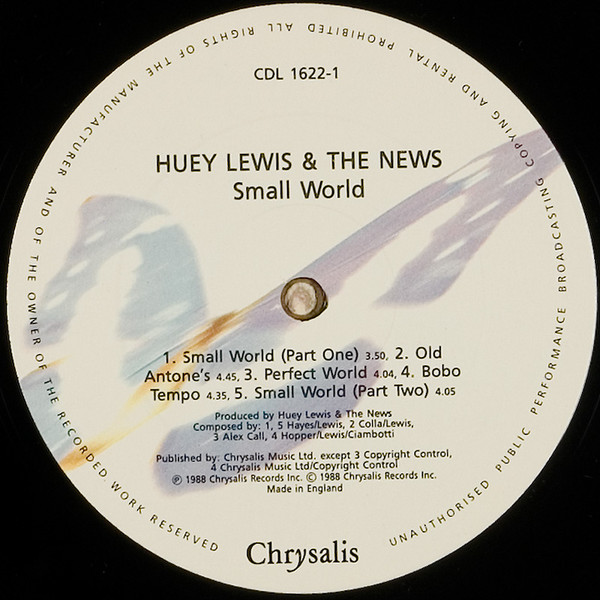 CDL 1622-1
HUEY LEWIS & THE NEWS
Small World
1. Small World (Part One) 3.50, 2. Old
Antone's 4.45, 3. Perfect World 4.04, 4. Bobo
Tempo 4.35, 5. Small World (Part Two) 4.05
Produced by Huey Lewis & The News
Composed by: 1, 5 Hayes/Lewis, 2 Colla/Lewis,
3 Alex Call, 4 Hopper/Lewis/Ciambotti
Published by: Chrysalis Music Ltd. except 3 Copyright Control,
4 Chrysalis Music Ltd/Copyright Control
℗ 1988 Chrysalis Records Inc. © 1988 Chrysalis Records Inc.
Made in England
Chrysalis
ALL RIGHTS OF THE MANUFACTURER AND OF THE OWNER OF THE RECORDED WORK RESERVED
UNAUTHORISED PUBLIC PERFORMANCE BROADCASTING COPYING AND RENTAL PROHIBITED